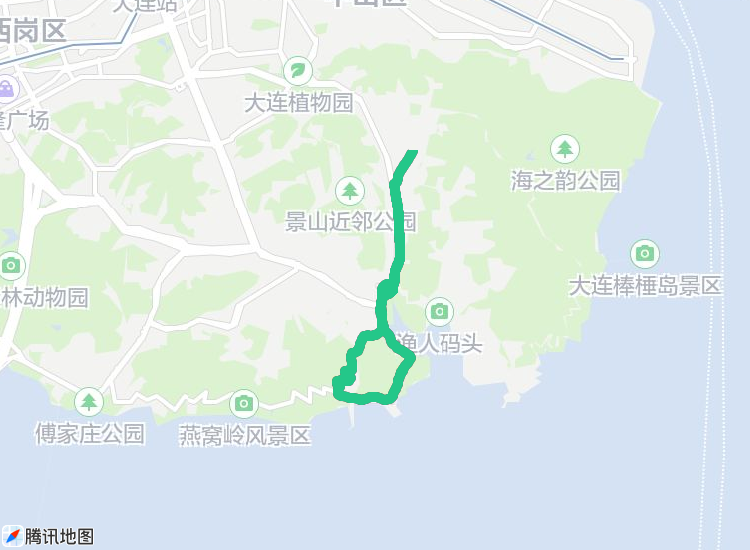 大连站
中山区
西岗区
大连植物园
隆广场
海之韵公园
景山近邻公园
大连棒棰岛景区
林动物园
渔人码头
傅家庄公园
燕窝岭风景区
腾讯地图